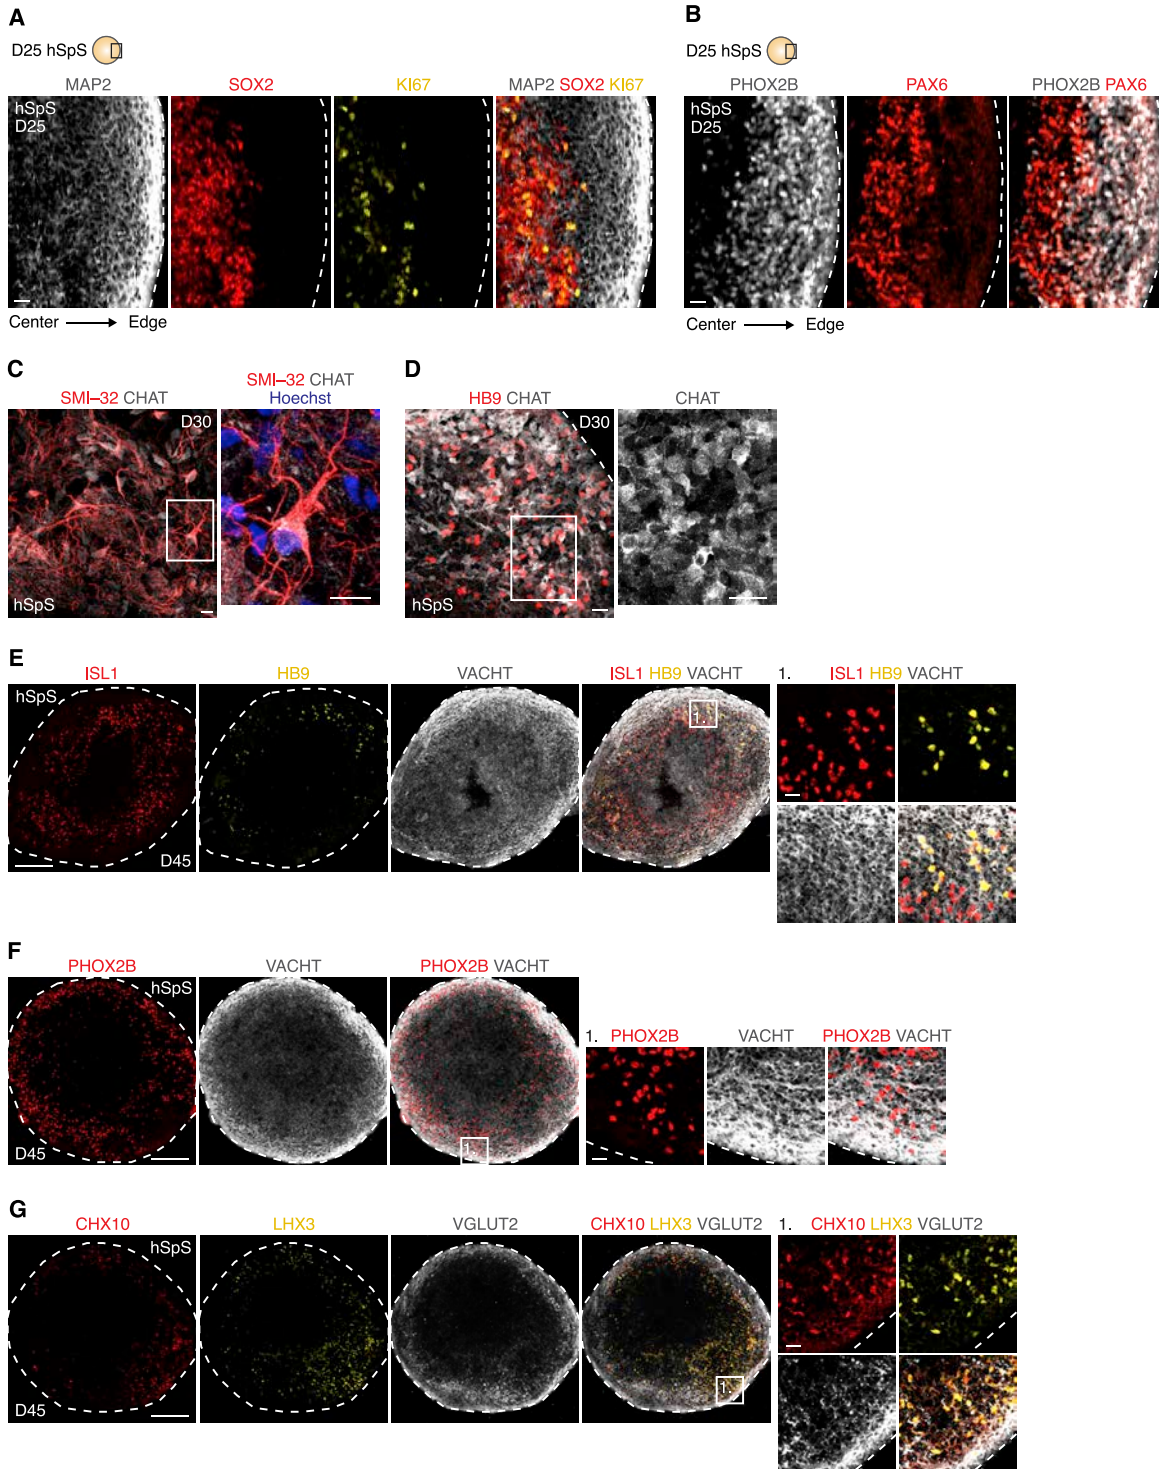 A
D25 hSpS
MAP2 SOX2 KI67 MAP2 SOX2 KI67
hSpS
D25
Center Edge
B
D25 hSpS
PHOX2B PAX6 PHOX2B PAX6
hSpS
D25
Center Edge
C
SMI–32 CHAT
SMI–32 CHAT
Hoechst
D30
hSpS
D
HB9 CHAT CHAT
D30
hSpS
E
ISL1 HB9 VACHT ISL1 HB9 VACHT 1. ISL1 HB9 VACHT
hSpS
1.
D45
F
PHOX2B VACHT PHOX2B VACHT
hSpS
1. PHOX2B VACHT PHOX2B VACHT
D45
1.
G
CHX10 LHX3 VGLUT2 CHX10 LHX3 VGLUT2 1. CHX10 LHX3 VGLUT2
hSpS
1.
D45